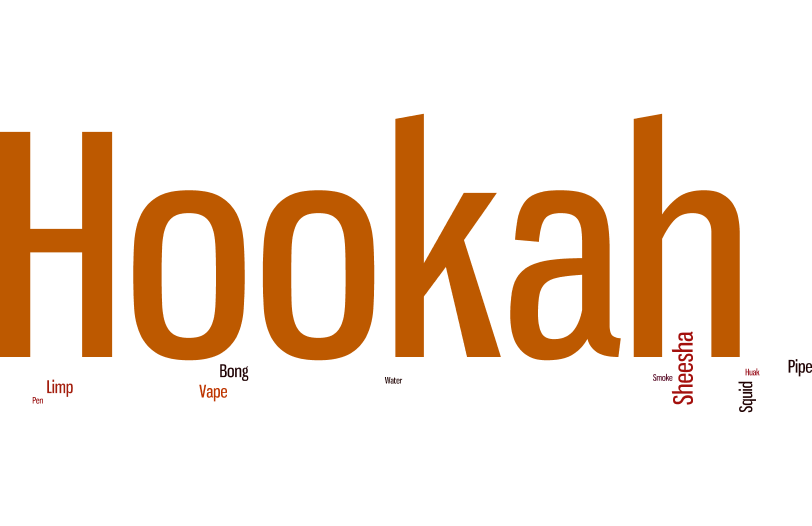 Hookah
Sheesha
Pipe
Bong
Huak
Smoke
Water
Limp
Vape
Squid
Pen